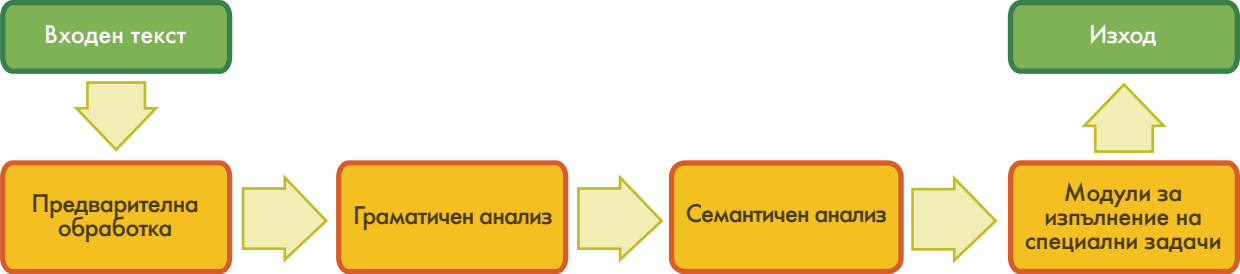 Входен текст
Изход
Предварителна
обработка
Граматичен анализ
Семантичен анализ
Модули за
изпълнение на
специални задачи